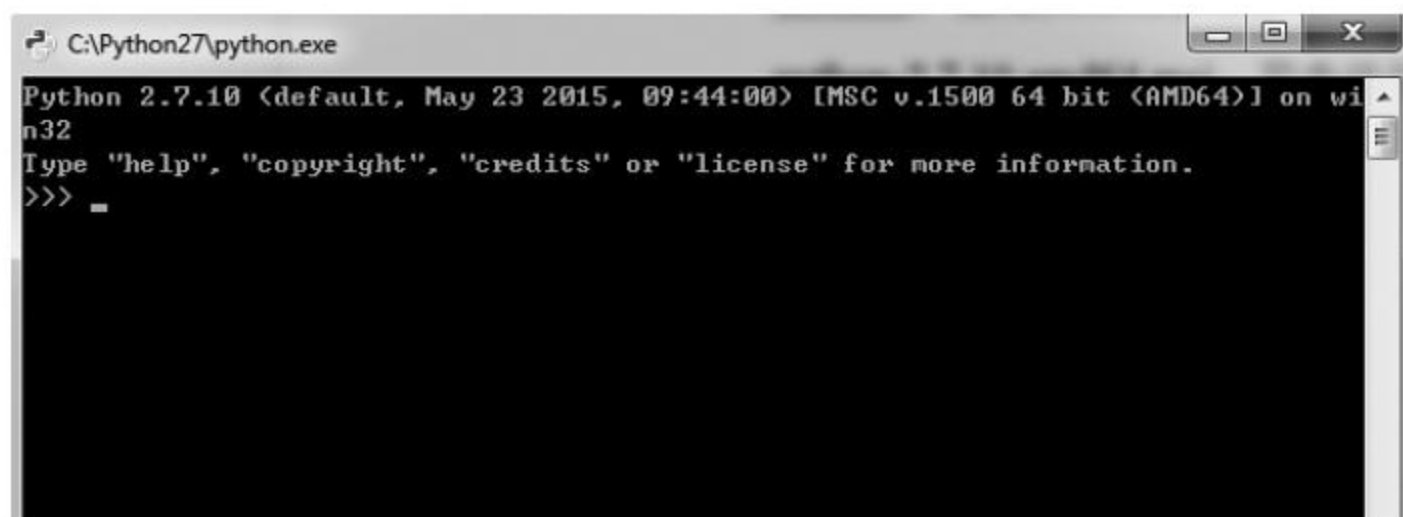 C:\Python27\python.exe
Python 2.7.10 (default, May 23 2015, 09:44:00) [MSC v.1500 64 bit (AMD64)] on wi
n32
Type "help", "copyright", "credits" or "license" for more information.
>>> _